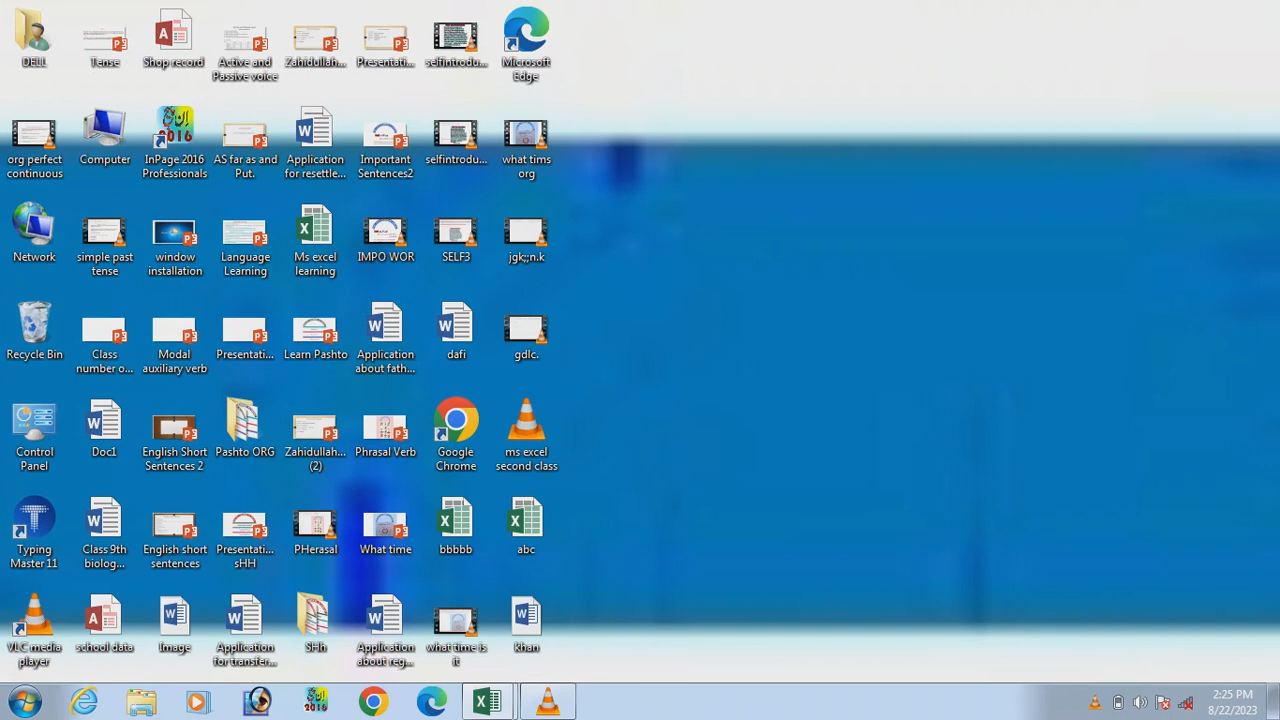 DELL
Tense
Shop record
Active and
Passive voice
Zahidullah...
Presentati...
selfintrodu...
Microsoft
Edge
org perfect
continuous
Computer
InPage 2016
Professionals
AS far as and
Put.
Application
for resettle...
Important
Sentences2
selfintrodu...
what tims
org
Network
simple past
tense
window
installation
Language
Learning
Ms excel
learning
IMPO WOR
SELF3
jgk;;n.k
Recycle Bin
Class
number o...
Modal
auxiliary verb
Presentati...
Learn Pashto
Application
about fath...
dafi
gdlc.
Control
Panel
Doc1
English Short
Sentences 2
Pashto ORG
Zahidullah...
(2)
Phrasal Verb
Google
Chrome
ms excel
second class
Typing
Master 11
Class 9th
biolog...
English short
sentences
Presentati...
sHH
PHerasal
What time
bbbbb
abc
VLC media
player
school data
Image
Application
for transfer...
SHh
Application
about reg...
what time is
it
khan
2:25 PM
8/22/2023